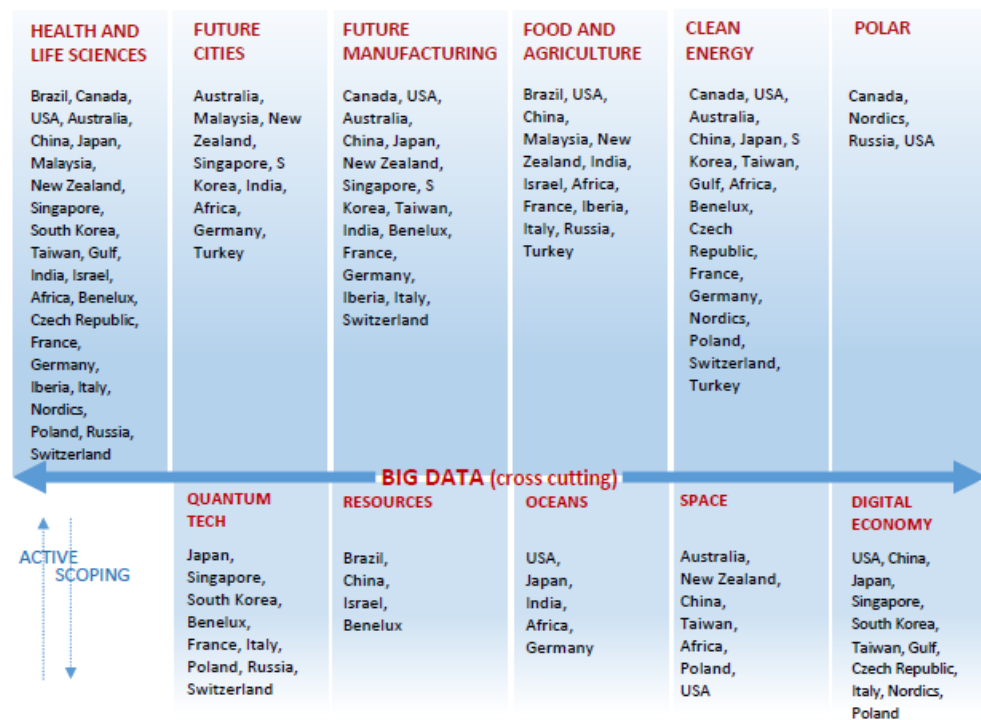 HEALTH AND
LIFE SCIENCES
Brazil, Canada,
USA, Australia,
China, Japan,
Malaysia,
New Zealand,
Singapore,
South Korea,
Taiwan, Gulf,
India, Israel,
Africa, Benelux,
Czech Republic,
France,
Germany,
Iberia, Italy,
Nordics,
Poland, Russia,
Switzerland
FUTURE
CITIES
Australia,
Malaysia, New
Zealand,
Singapore, S
Korea, India,
Africa,
Germany,
Turkey
FUTURE
MANUFACTURING
Canada, USA,
Australia,
China, Japan,
New Zealand,
Singapore, S
Korea, Taiwan,
India, Benelux,
France,
Germany,
Iberia, Italy,
Switzerland
FOOD AND
AGRICULTURE
Brazil, USA,
China,
Malaysia, New
Zealand, India,
Israel, Africa,
France, Iberia,
Italy, Russia,
Turkey
CLEAN
ENERGY
Canada, USA,
Australia,
China, Japan, S
Korea, Taiwan,
Gulf, Africa,
Benelux,
Czech
Republic,
France,
Germany,
Nordics,
Poland,
Switzerland,
Turkey
POLAR
Canada,
Nordics,
Russia, USA
BIG DATA (cross cutting)
ACTIVE
SCOPING
QUANTUM
TECH
Japan,
Singapore,
South Korea,
Benelux,
France, Italy,
Poland, Russia,
Switzerland
RESOURCES
Brazil,
China,
Israel,
Benelux
OCEANS
USA,
Japan,
India,
Africa,
Germany
SPACE
Australia,
New Zealand,
China,
Taiwan,
Africa,
Poland,
USA
DIGITAL
ECONOMY
USA, China,
Japan,
Singapore,
South Korea,
Taiwan, Gulf,
Czech Republic,
Italy, Nordics,
Poland